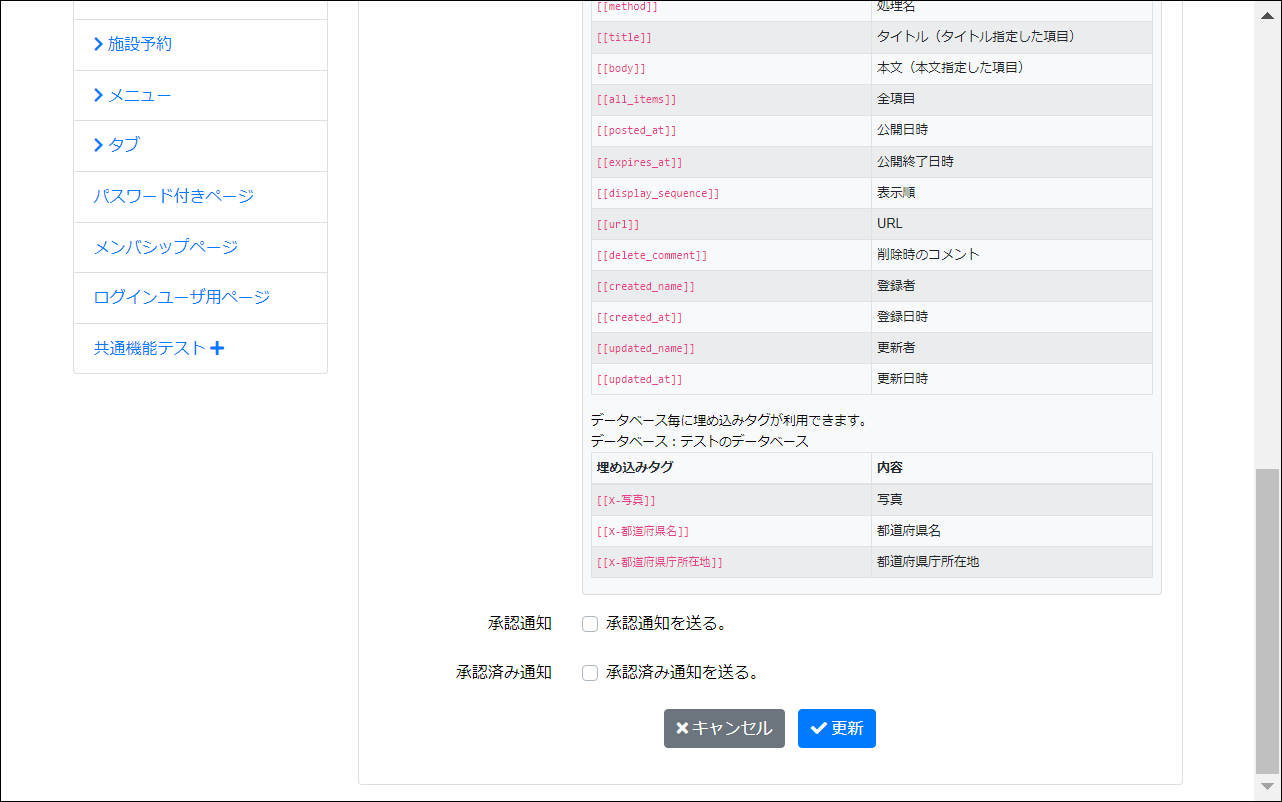 施設予約
メニュー
タブ
パスワード付きページ
メンバシップページ
ログインユーザ用ページ
共通機能テスト
[[method]] 処理名
[[title]] タイトル（タイトル指定した項目）
[[body]] 本文（本文指定した項目）
[[all_items]] 全項目
[[posted_at]] 公開日時
[[expires_at]] 公開終了日時
[[display_sequence]] 表示順
[[url]] URL
[[delete_comment]] 削除時のコメント
[[created_name]] 登録者
[[created_at]] 登録日時
[[updated_name]] 更新者
[[updated_at]] 更新日時
データベース毎に埋め込みタグが利用できます。
データベース：テストのデータベース
埋め込みタグ 内容
[[X-写真]] 写真
[[X-都道府県名]] 都道府県名
[[X-都道府県庁所在地]] 都道府県庁所在地
承認通知 承認通知を送る。
承認済み通知 承認済み通知を送る。
キャンセル 更新